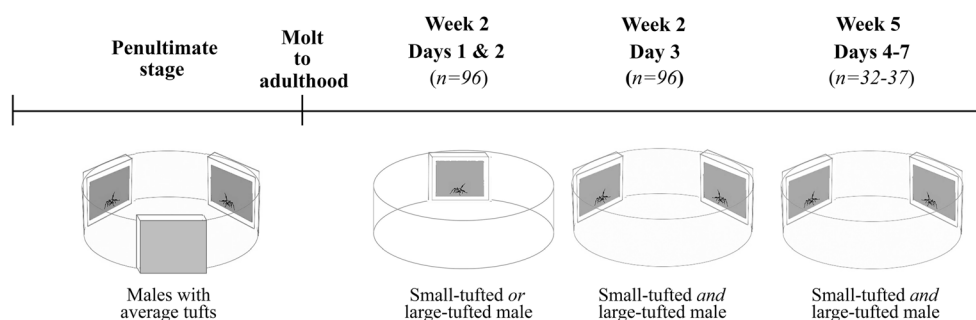 Penultimate
stage
Molt
to
adulthood
Week 2
Days 1 & 2
(n=96)
Week 2
Day 3
(n=96)
Week 5
Days 4-7
(n=32-37)
Males with
average tufts
Small-tufted or
large-tufted male
Small-tufted and
large-tufted male
Small-tufted and
large-tufted male